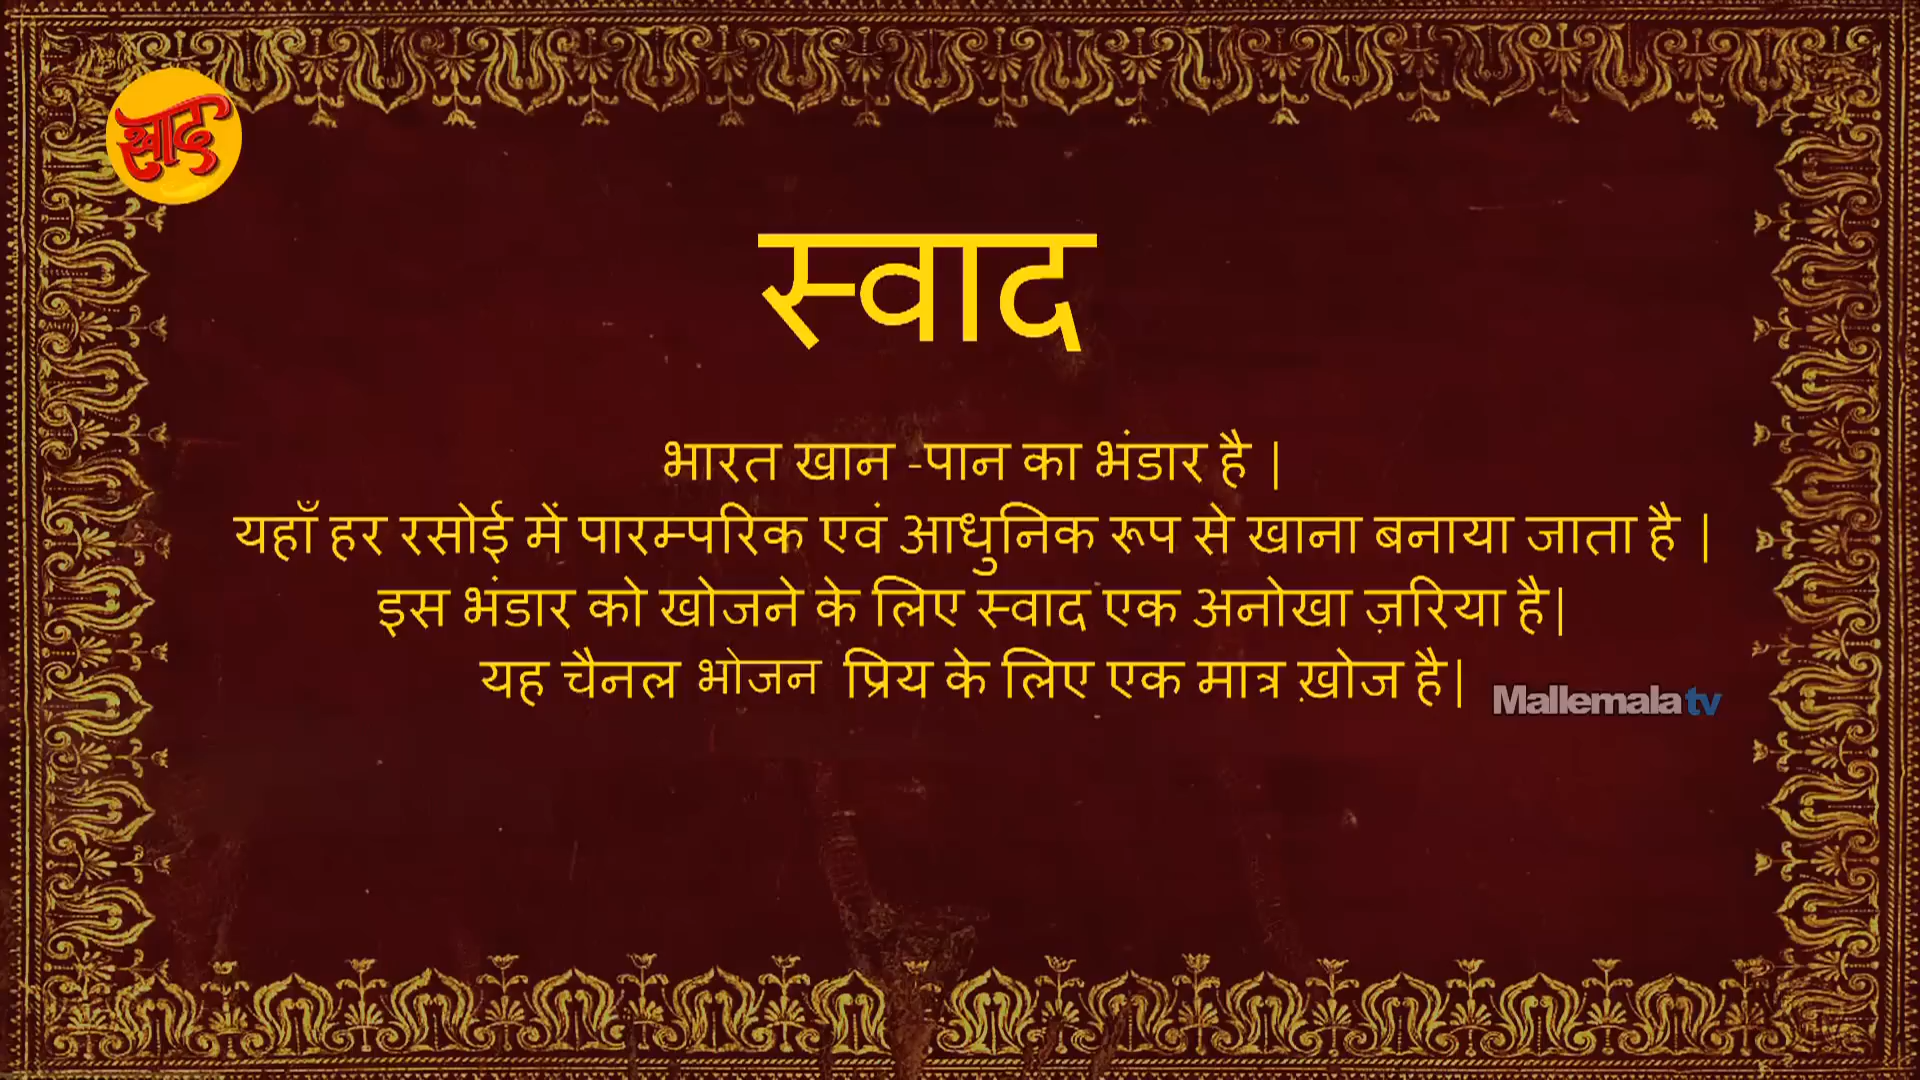 स्वाद
स्वाद
भारत खान -पान का भंडार है |
यहाँ हर रसोई में पारम्परिक एवं आधुनिक रूप से खाना बनाया जाता है |
इस भंडार को खोजने के लिए स्वाद एक अनोखा ज़रिया है|
यह चैनल भोजन प्रिय के लिए एक मात्र ख़ोज है|
Mallemalatv